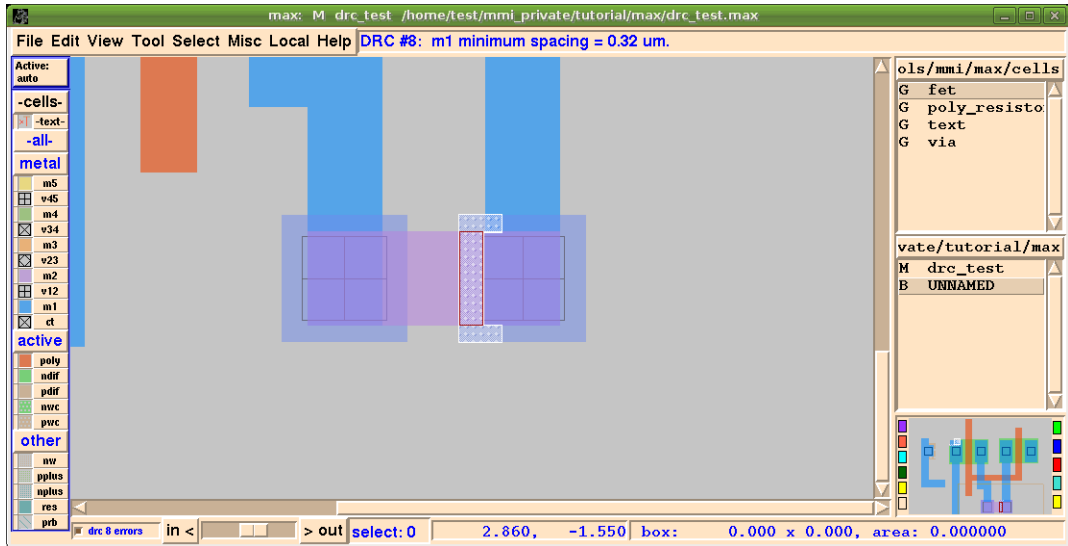 max: M drc_test /home/test/mmi_private/tutorial/max/drc_test.max
File Edit View Tool Select Misc Local Help
DRC #8: m1 minimum spacing = 0.32 um.
Active:
auto
-cells-
-text-
-all-
metal
m5
v45
m4
v34
m3
v23
m2
v12
m1
ct
active
poly
ndif
pdif
nwc
pwc
other
nw
pplus
nplus
res
prb
ols/mmi/max/cells
G fet
G poly_resisto
G text
G via
vate/tutorial/max
M drc_test
B UNNAMED
drc 8 errors
in <
> out
select: 0
2.860, -1.550
box: 0.000 x 0.000, area: 0.000000